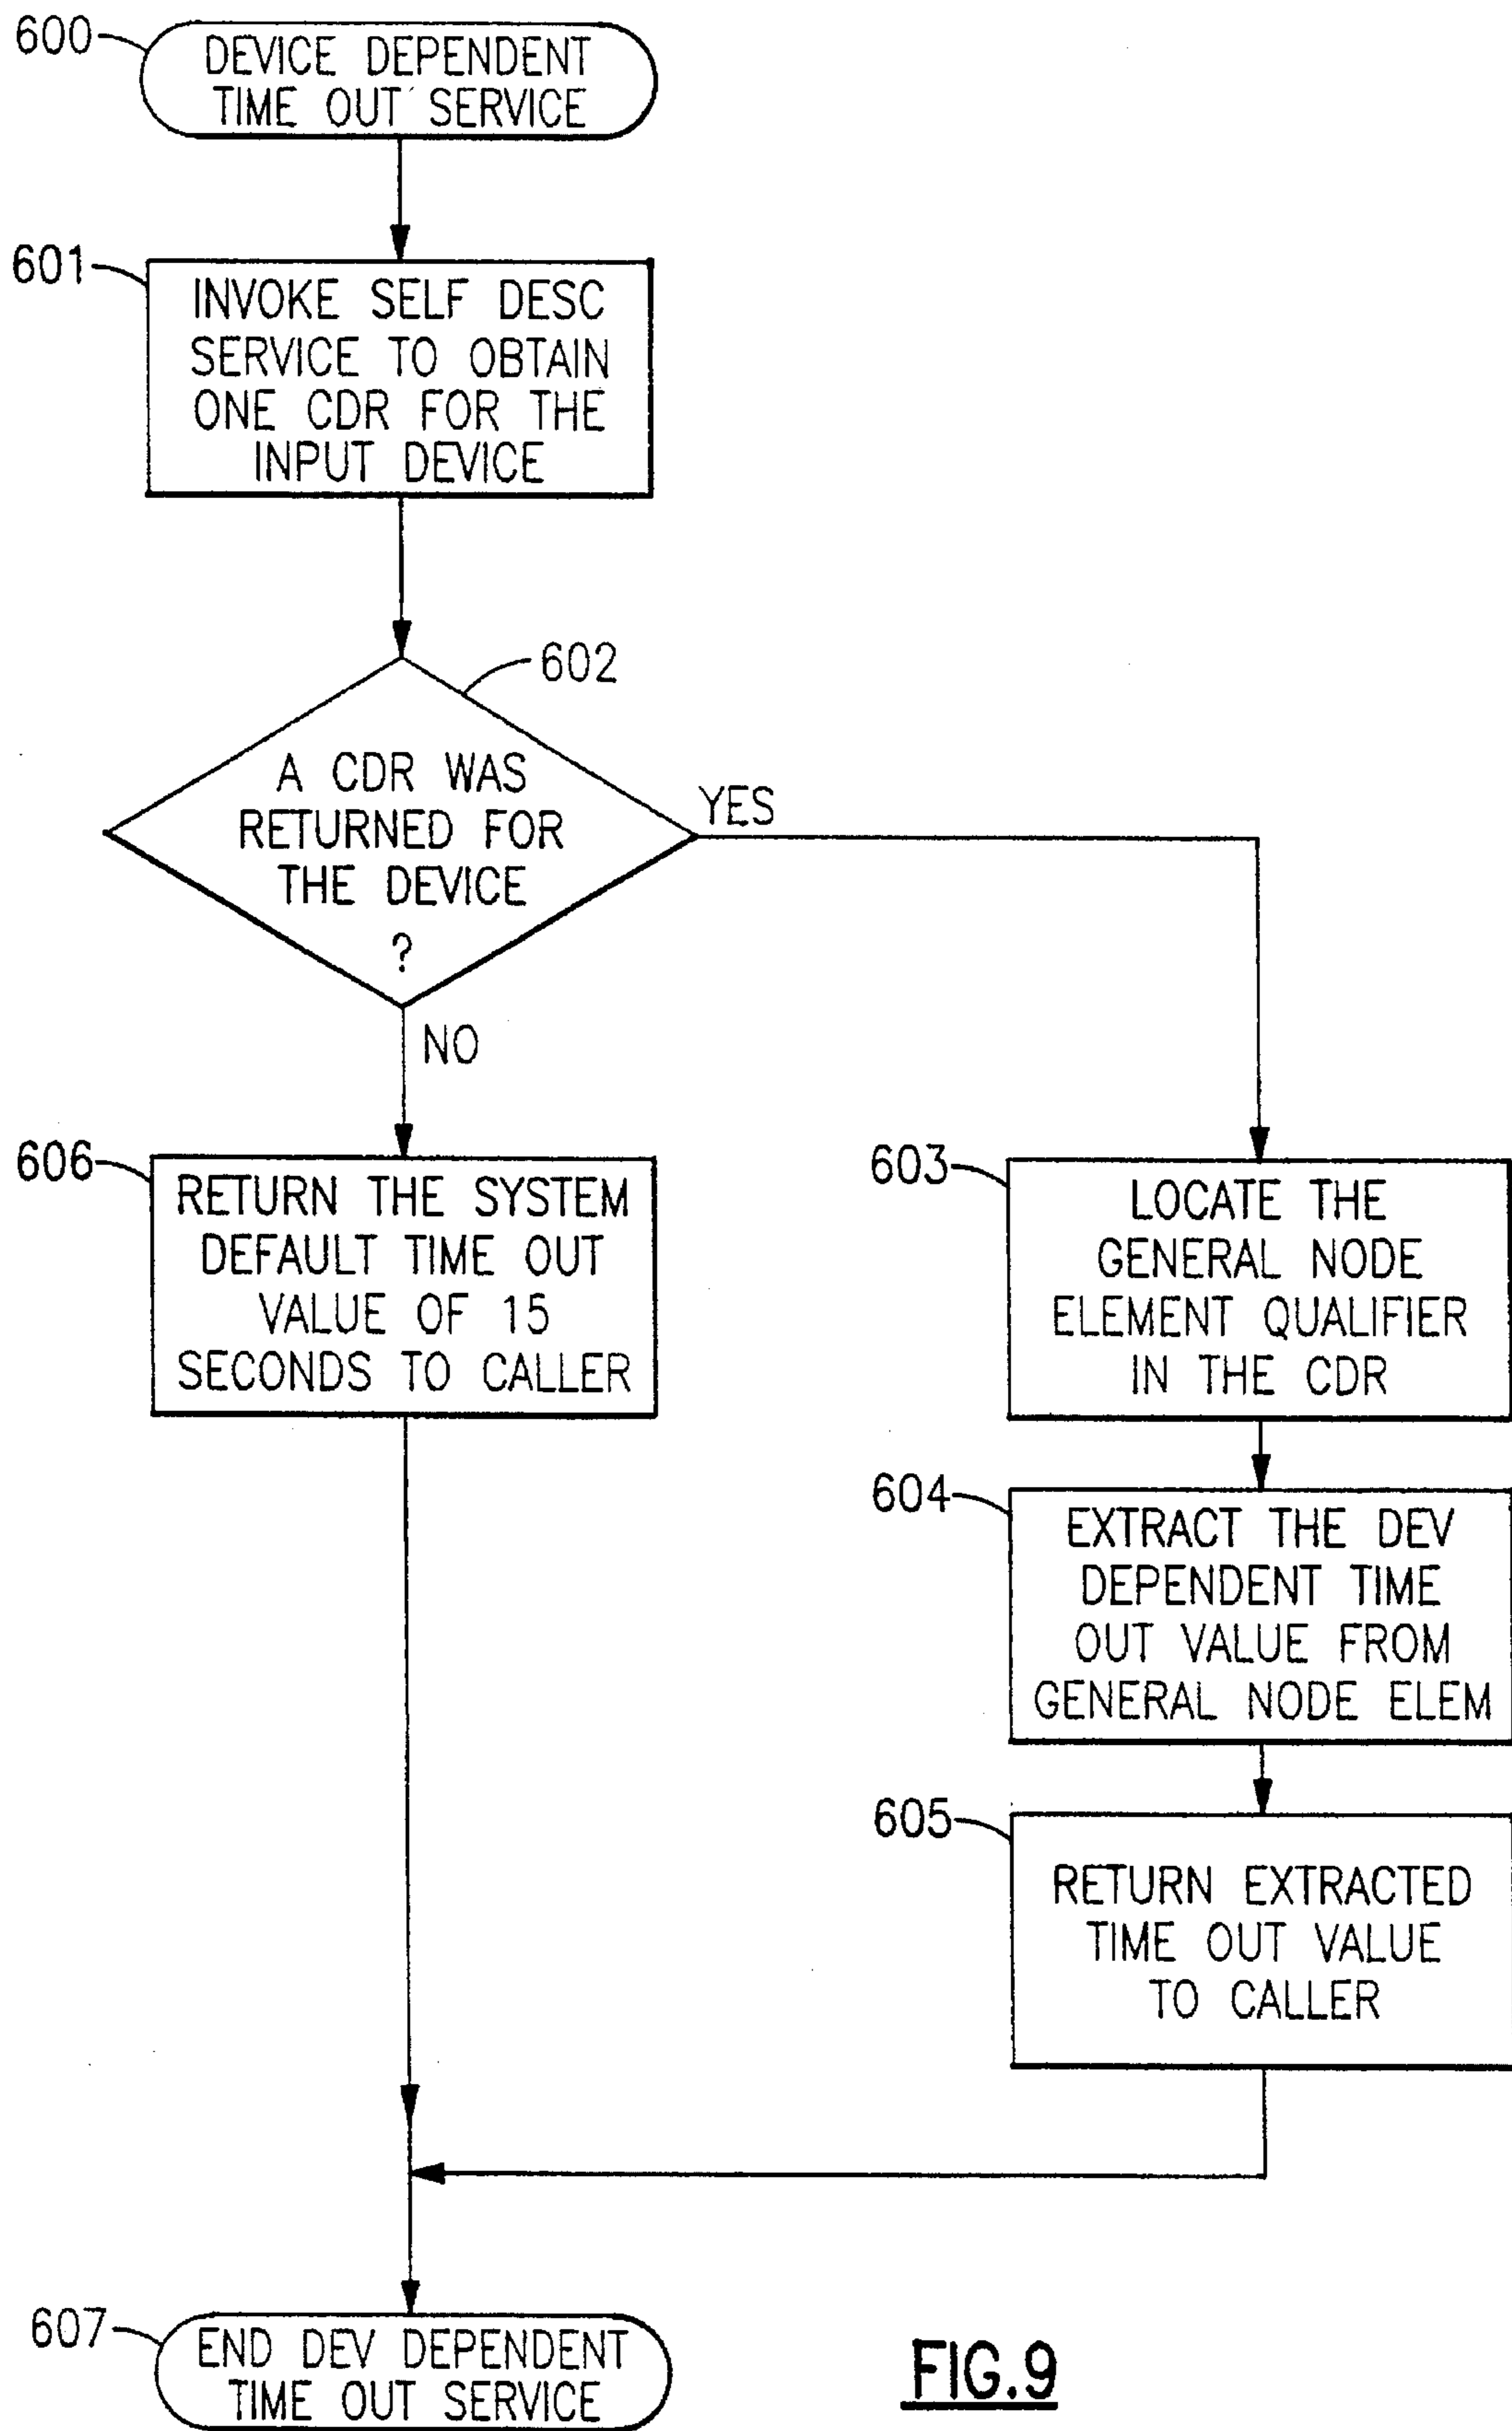 600
DEVICE DEPENDENT
TIME OUT SERVICE
601
INVOKE SELF DESC
SERVICE TO OBTAIN
ONE CDR FOR THE
INPUT DEVICE
602
A CDR WAS
RETURNED FOR
THE DEVICE
?
YES
NO
606
RETURN THE SYSTEM
DEFAULT TIME OUT
VALUE OF 15
SECONDS TO CALLER
603
LOCATE THE
GENERAL NODE
ELEMENT QUALIFIER
IN THE CDR
604
EXTRACT THE DEV
DEPENDENT TIME
OUT VALUE FROM
GENERAL NODE ELEM
605
RETURN EXTRACTED
TIME OUT VALUE
TO CALLER
607
END DEV DEPENDENT
TIME OUT SERVICE
FIG.9